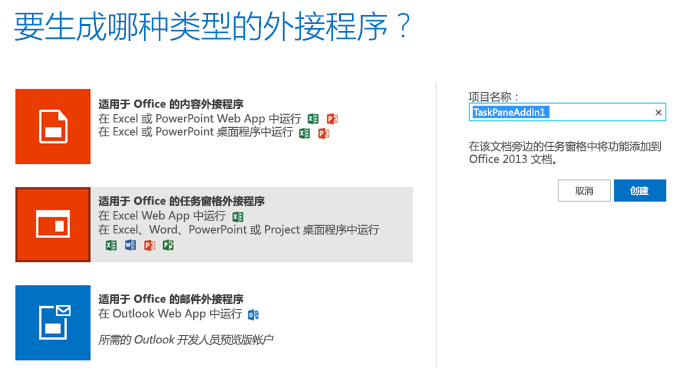 要生成哪种类型的外接程序？
适用于 Office 的内容外接程序
在 Excel 或 PowerPoint Web App 中运行
在 Excel 或 PowerPoint 桌面程序中运行
适用于 Office 的任务窗格外接程序
在 Excel Web App 中运行
在 Excel、Word、PowerPoint 或 Project 桌面程序中运行
适用于 Office 的邮件外接程序
在 Outlook Web App 中运行
所需的 Outlook 开发人员预览版帐户
项目名称：
TaskPaneAddin1
在该文档旁边的任务窗格中将功能添加到
Office 2013 文档。
取消
创建